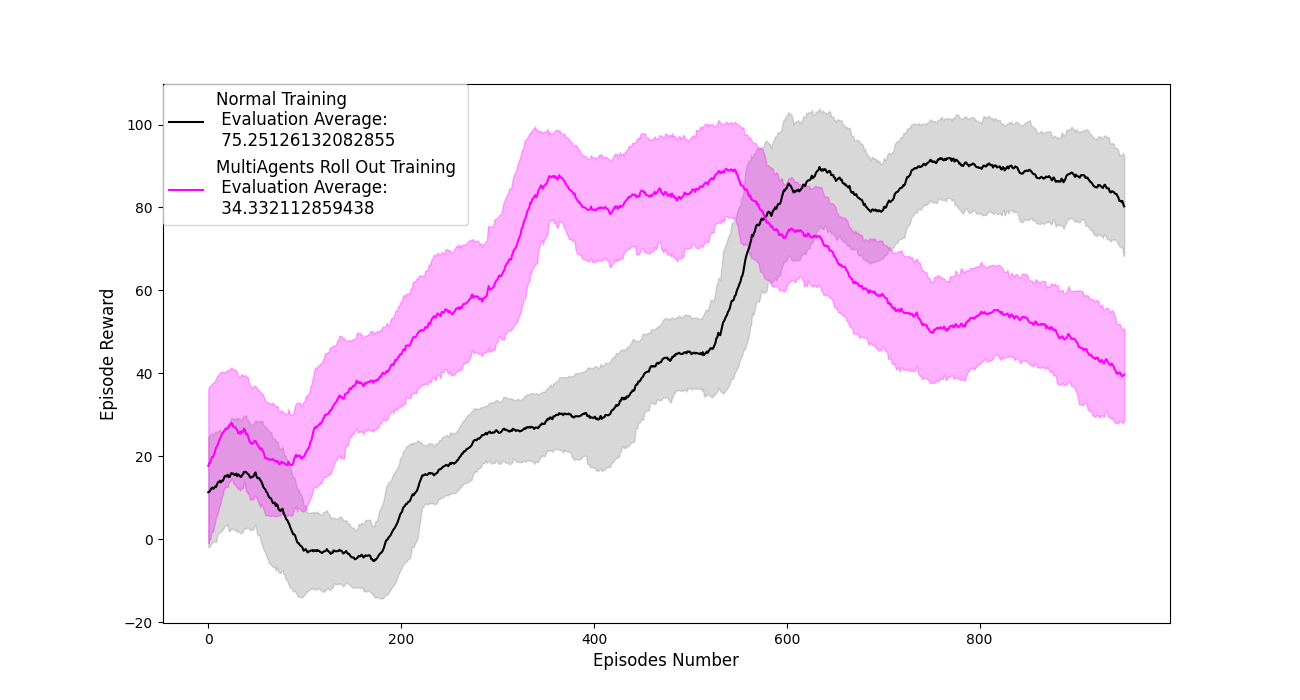 Normal Training
Evaluation Average:
75.25126132082855
MultiAgents Roll Out Training
Evaluation Average:
34.332112859438
100
80
60
40
20
0
−20
Episode Reward
0 200 400 600 800
Episodes Number